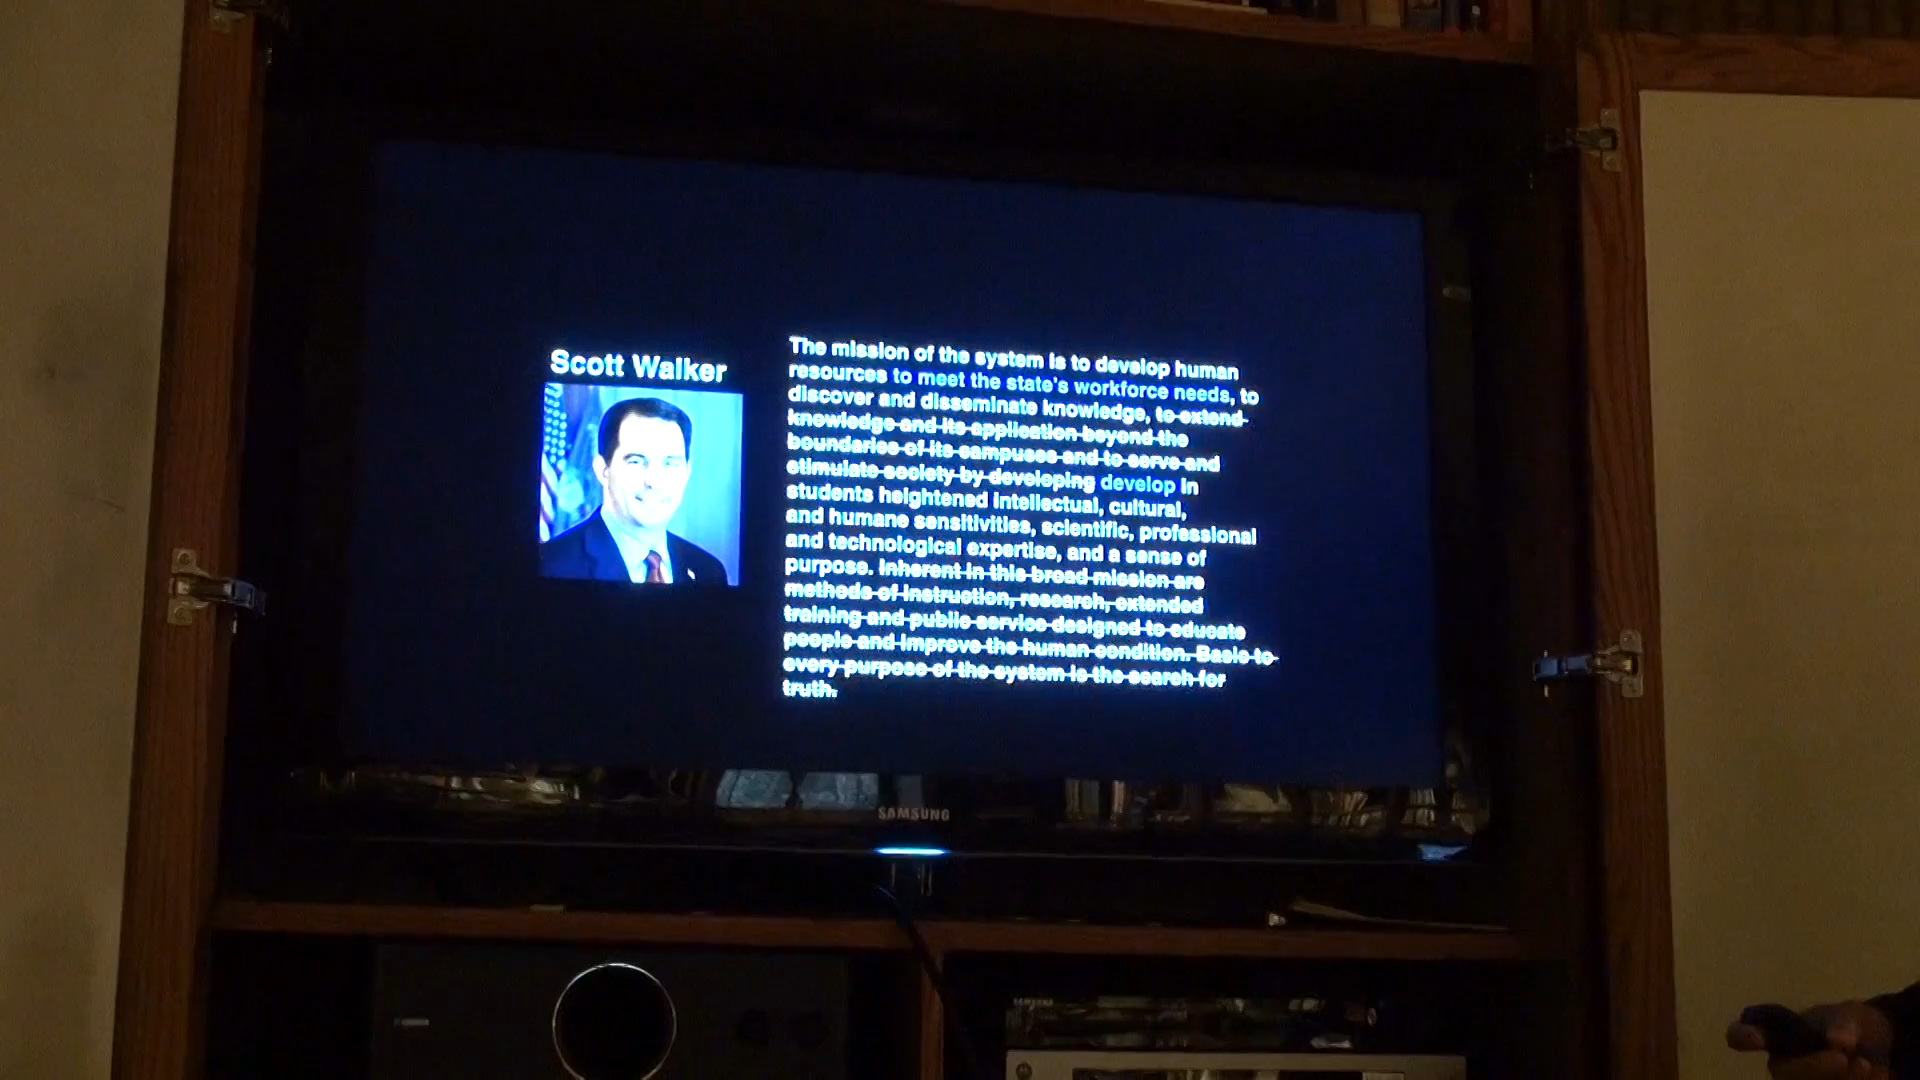 Scott Walker
The mission of the system is to develop human
resources to meet the state's workforce needs, to
discover and disseminate knowledge, to extend
knowledge and its application beyond the
boundaries of its campuses and to serve and
stimulate society by developing develop in
students heightened intellectual, cultural,
and humane sensitivities, scientific, professional
and technological expertise, and a sense of
purpose. Inherent in this broad mission are
methods of instruction, research, extended
training and public service designed to educate
people and improve the human condition. Basic to
every purpose of the system is the search for
truth.
SAMSUNG
SAMSUNG